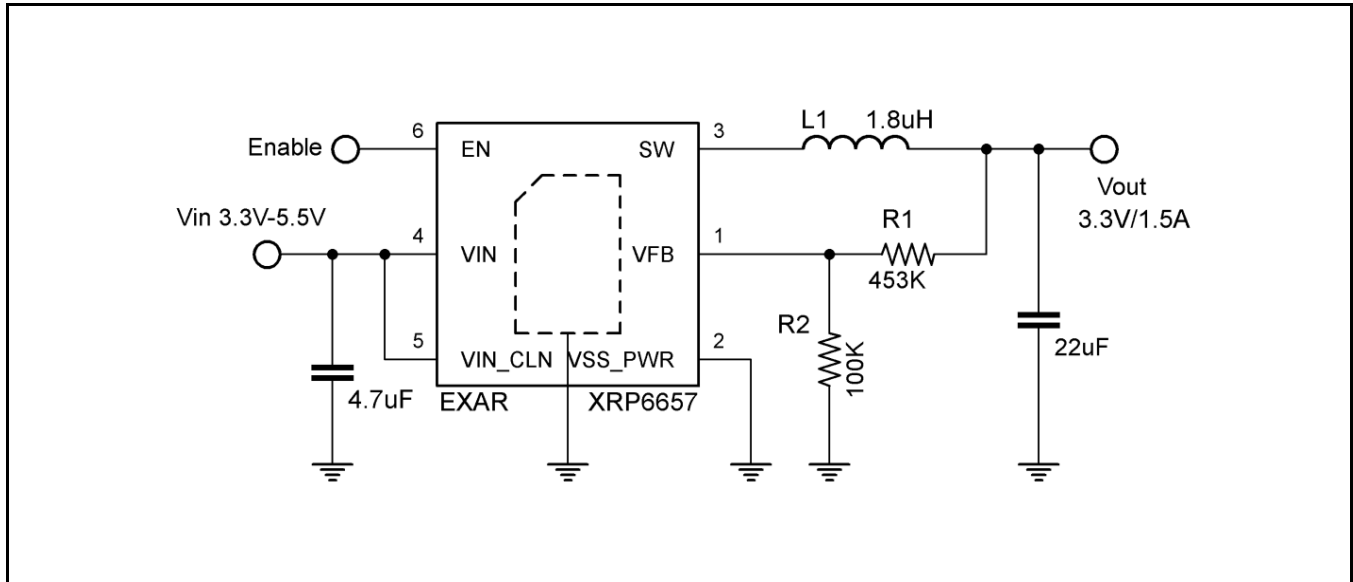 L1 1.8uH
6 3
Enable EN SW
Vout
3.3V/1.5A
Vin 3.3V-5.5V
4 1 R1
VIN VFB
453K
5 2 R2
VIN_CLN VSS_PWR
100K
22uF
4.7uF
EXAR XRP6657